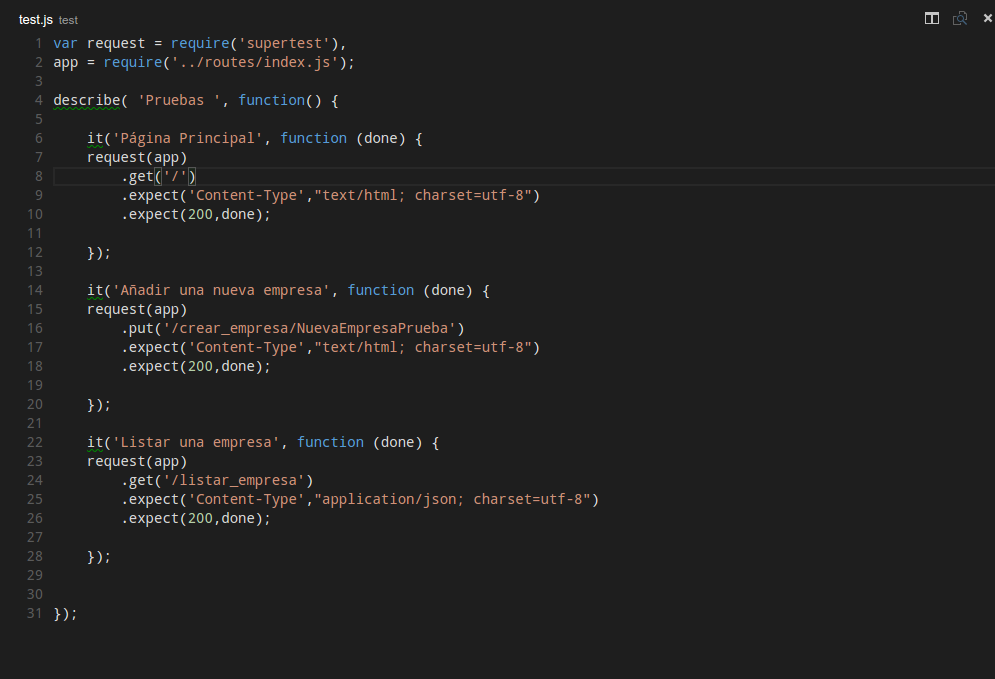 test.js test
1 var request = require('supertest'),
2 app = require('../routes/index.js');
3
4 describe( 'Pruebas ', function() {
5
6 it('Página Principal', function (done) {
7 request(app)
8 .get('/')
9 .expect('Content-Type',"text/html; charset=utf-8")
10 .expect(200,done);
11
12 });
13
14 it('Añadir una nueva empresa', function (done) {
15 request(app)
16 .put('/crear_empresa/NuevaEmpresaPrueba')
17 .expect('Content-Type',"text/html; charset=utf-8")
18 .expect(200,done);
19
20 });
21
22 it('Listar una empresa', function (done) {
23 request(app)
24 .get('/listar_empresa')
25 .expect('Content-Type',"application/json; charset=utf-8")
26 .expect(200,done);
27
28 });
29
30
31 });